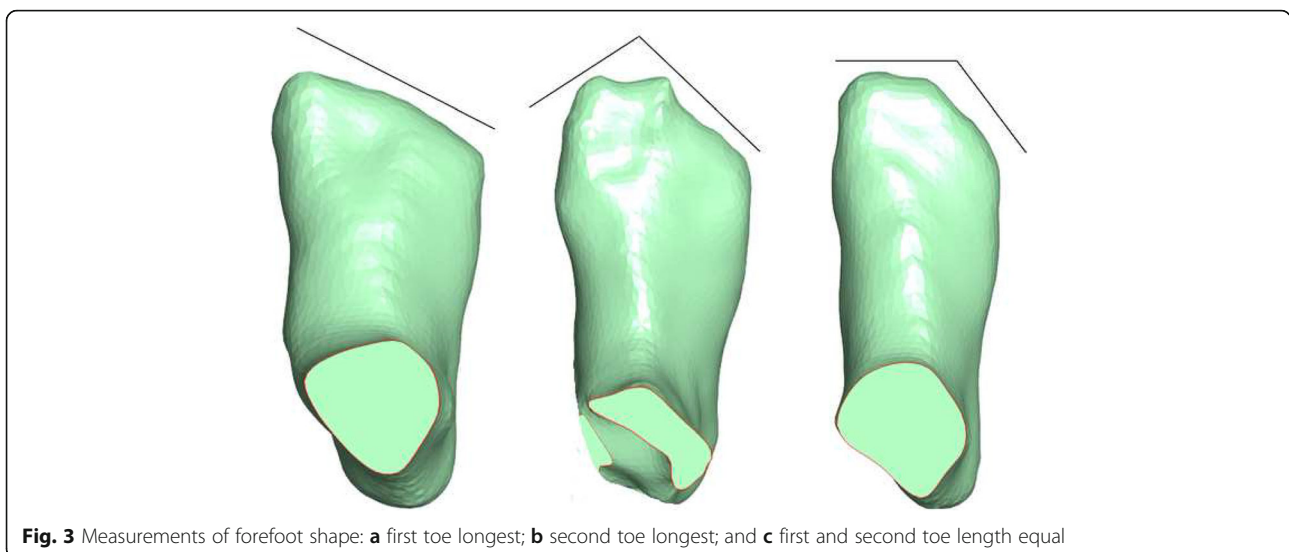 Fig. 3 Measurements of forefoot shape: a first toe longest; b second toe longest; and c first and second toe length equal